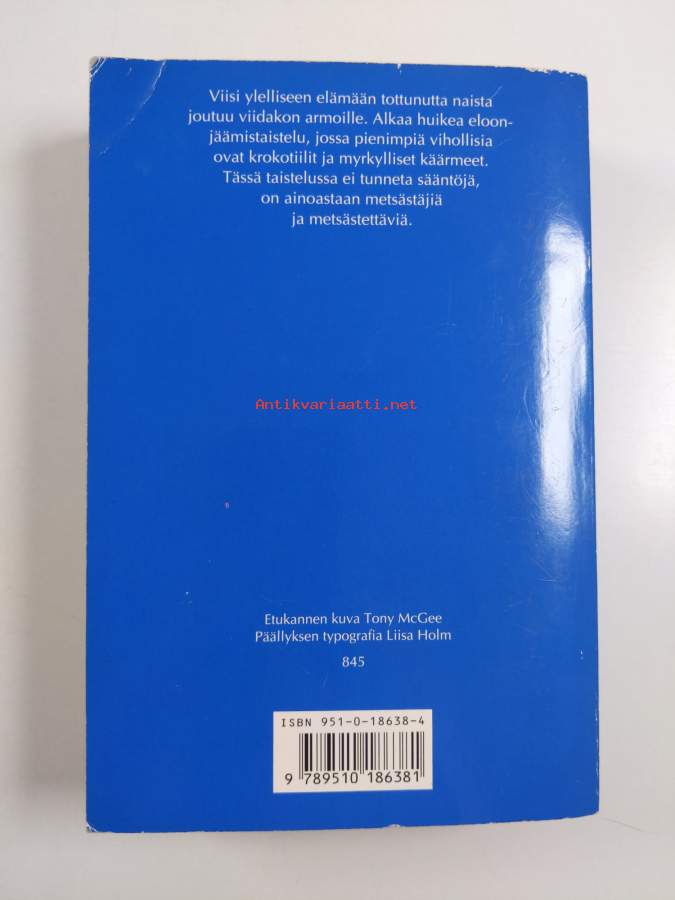 Viisi ylelliseen elämään tottunutta naista
joutuu viidakon armoille. Alkaa huikea eloon-
jäämistaistelu, jossa pienimpiä vihollisia
ovat krokotiilit ja myrkylliset käärmeet.
Tässä taistelussa ei tunneta sääntöjä,
on ainoastaan metsästäjiä
ja metsästettäviä.
Antikvariaatti.net
Etukannen kuva Tony McGee
Päällyksen typografia Liisa Holm
845
ISBN 951-0-18638-4
9 789510 186381